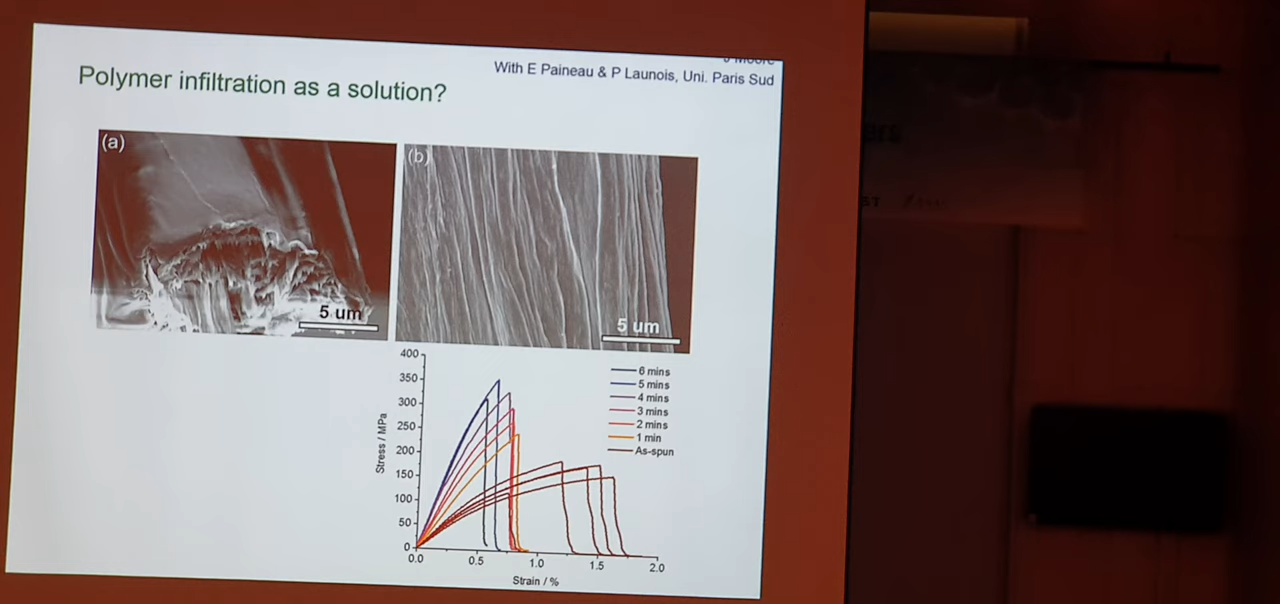 Polymer infiltration as a solution?
J Moore
With E Paineau & P Launois, Uni. Paris Sud
(a)
5 um
(b)
5 um
400
350
300
250
200
150
100
50
0
Stress / MPa
0.0 0.5 1.0 1.5 2.0
Strain / %
6 mins
5 mins
4 mins
3 mins
2 mins
1 min
As-spun